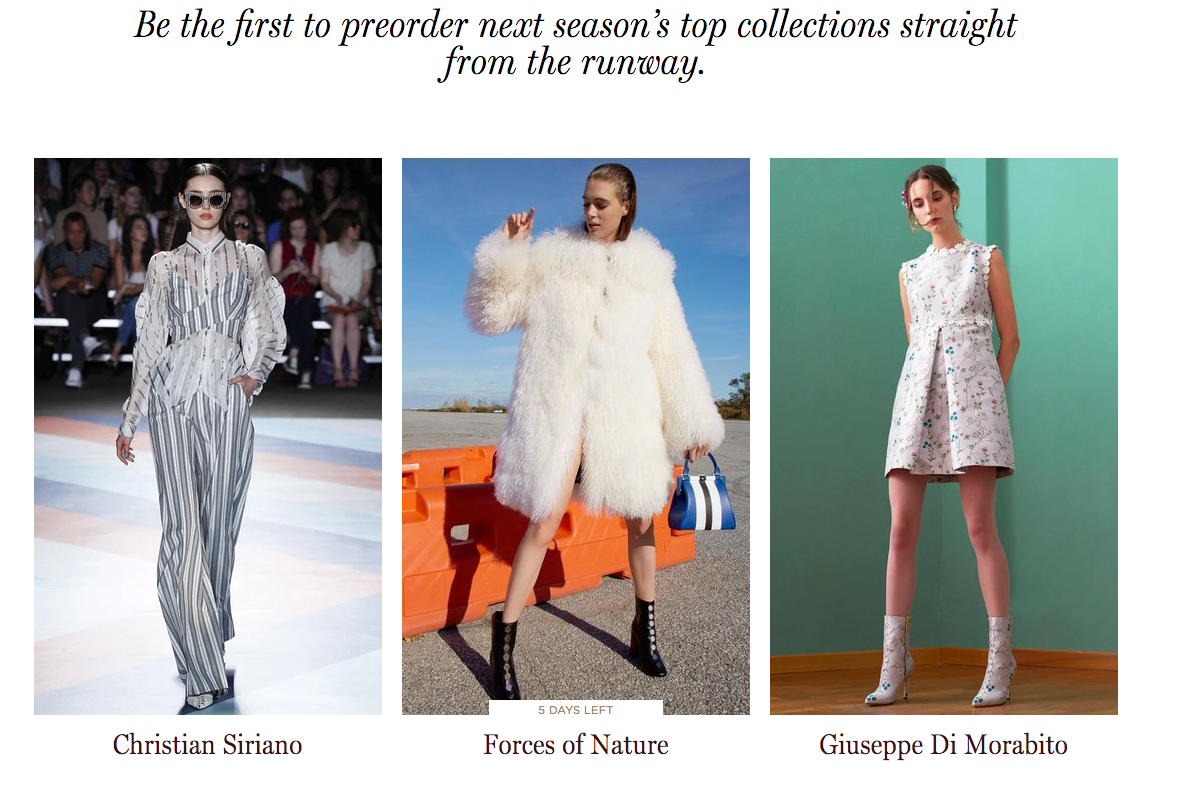 Be the first to preorder next season’s top collections straight
from the runway.
5 DAYS LEFT
Christian Siriano
Forces of Nature
Giuseppe Di Morabito